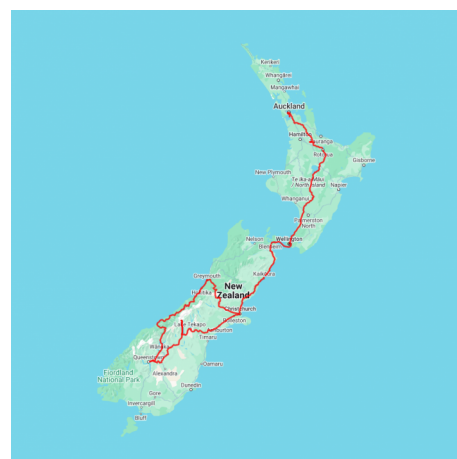 Kerikeri
Whangārei
Mangawhai
Auckland
Hamilton
Tauranga
Rotorua
Gisborne
New Plymouth
Te Ika-a-Māui
/ North Island
Napier
Whanganui
Palmerston
North
Nelson
Wellington
Blenheim
Kaikōura
Greymouth
Hokitika
New
Zealand
Christchurch
Rolleston
Lake Tekapo
Ashburton
Timaru
Wānaka
Queenstown
Oamaru
Fiordland
National Park
Alexandra
Dunedin
Gore
Invercargill
Bluff